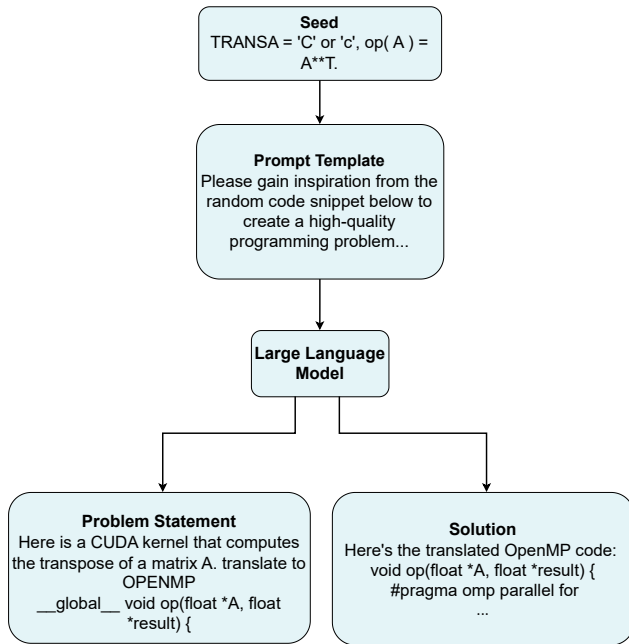 Seed
TRANSA = 'C' or 'c', op( A ) =
A**T.
Prompt Template
Please gain inspiration from the
random code snippet below to
create a high-quality
programming problem...
Large Language
Model
Problem Statement
Here is a CUDA kernel that computes
the transpose of a matrix A. translate to
OPENMP
__global__ void op(float *A, float
*result) {
Solution
Here's the translated OpenMP code:
void op(float *A, float *result) {
#pragma omp parallel for
...